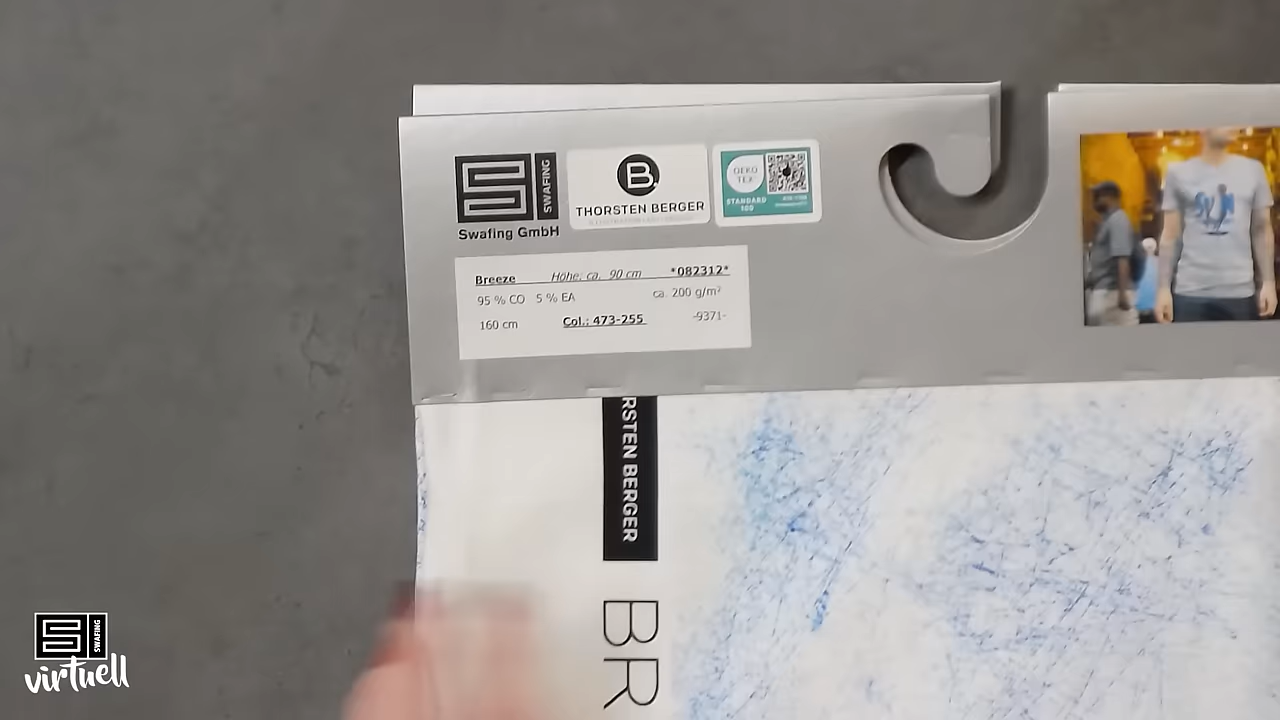 SWAFING
Swafing GmbH
B.
THORSTEN BERGER
OEKO
TEX
STANDARD
100
Breeze Höhe: ca. 90 cm *082312*
95 % CO 5 % EA ca. 200 g/m²
160 cm Col.: 473-255 -9371-
RSTEN BERGER
BR
SWAFING
virtuell